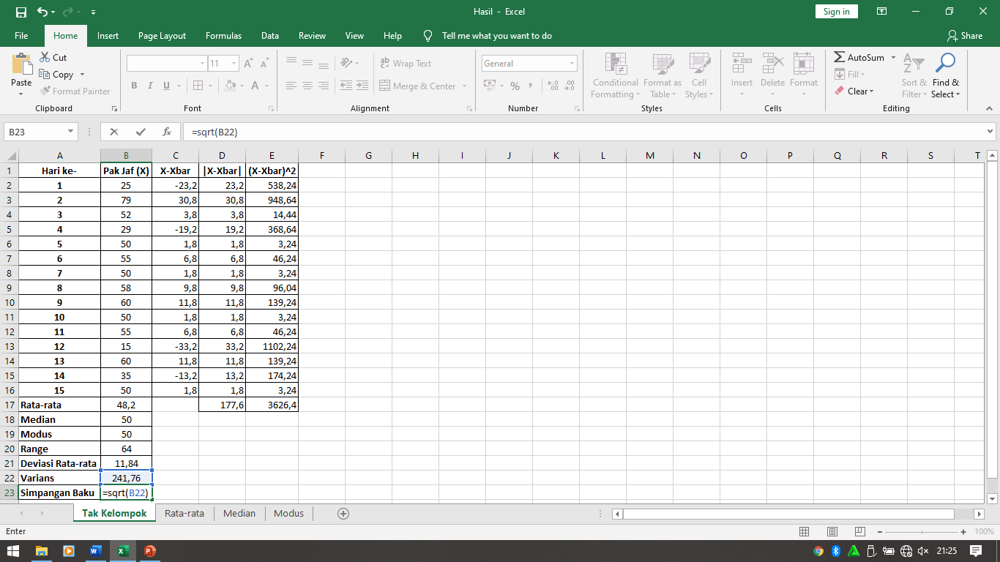 Hasil - Excel
Sign in
File Home Insert Page Layout Formulas Data Review View Help Tell me what you want to do Share
Paste
Cut
Copy
Format Painter
Clipboard
11
B I U
Font
Wrap Text
Merge & Center
Alignment
General
Number
Conditional Formatting
Format as Table
Cell Styles
Styles
Insert Delete Format
Cells
AutoSum
Fill
Clear
Sort & Filter
Find & Select
Editing
B23 fx =sqrt(B22)
A B C D E F G H I J K L M N O P Q R S T
1 Hari ke- Pak Jaf (X) X-Xbar |X-Xbar| (X-Xbar)^2
2 1 25 -23,2 23,2 538,24
3 2 79 30,8 30,8 948,64
4 3 52 3,8 3,8 14,44
5 4 29 -19,2 19,2 368,64
6 5 50 1,8 1,8 3,24
7 6 55 6,8 6,8 46,24
8 7 50 1,8 1,8 3,24
9 8 58 9,8 9,8 96,04
10 9 60 11,8 11,8 139,24
11 10 50 1,8 1,8 3,24
12 11 55 6,8 6,8 46,24
13 12 15 -33,2 33,2 1102,24
14 13 60 11,8 11,8 139,24
15 14 35 -13,2 13,2 174,24
16 15 50 1,8 1,8 3,24
17 Rata-rata 48,2 177,6 3626,4
18 Median 50
19 Modus 50
20 Range 64
21 Deviasi Rata-rata 11,84
22 Varians 241,76
23 Simpangan Baku =sqrt(B22)
Tak Kelompok Rata-rata Median Modus
Enter
100%
21:25